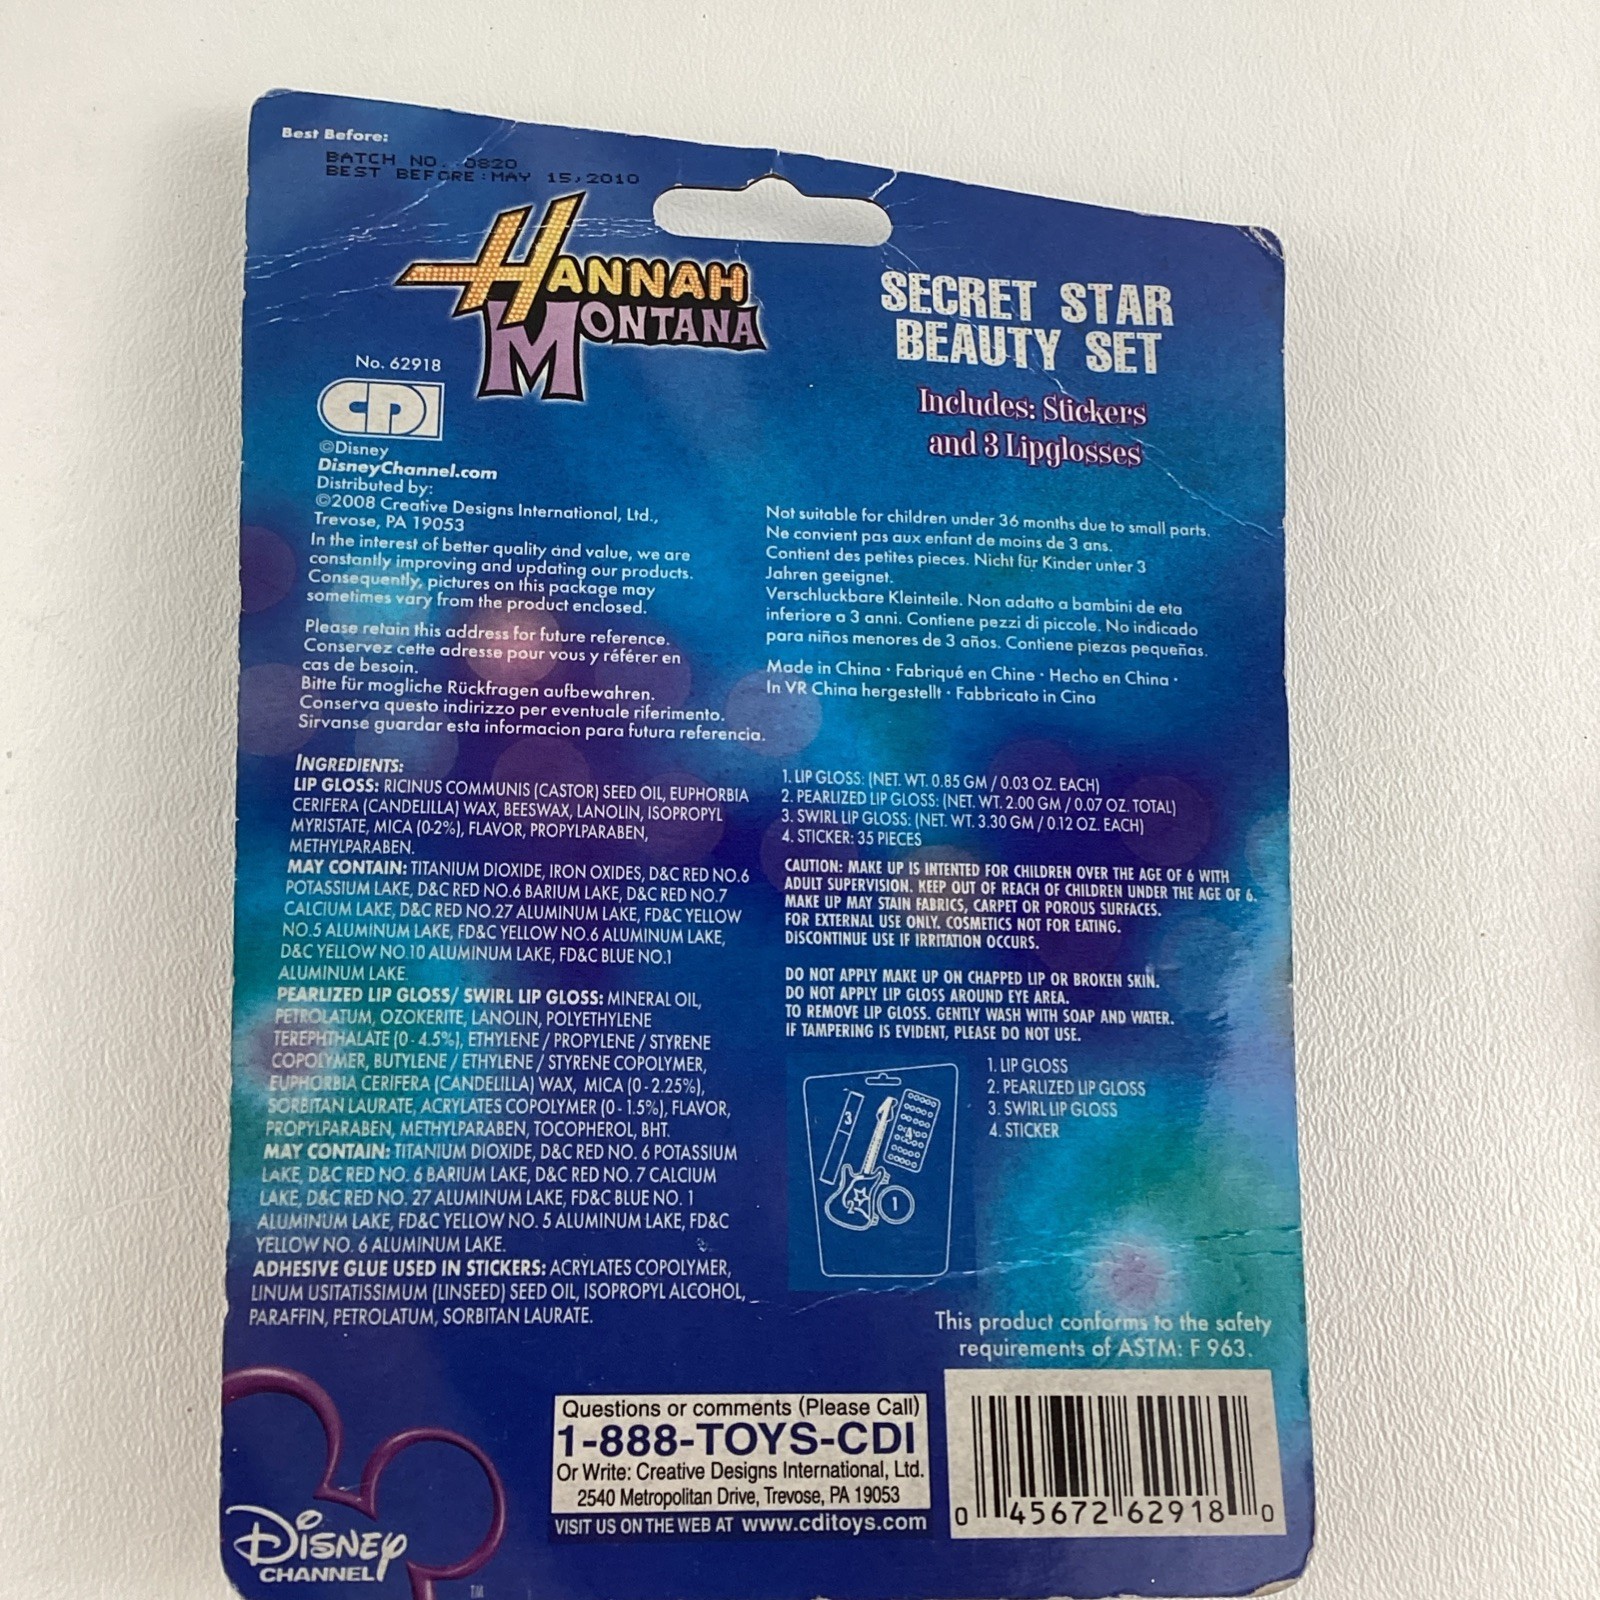 Best Before:
BATCH NO. 0820
BEST BEFORE:MAY 15,2010
HANNAH
MONTANA
SECRET STAR
BEAUTY SET
Includes: Stickers
and 3 Lipglosses
No. 62918
CDI
©Disney
DisneyChannel.com
Distributed by:
©2008 Creative Designs International, Ltd.,
Trevose, PA 19053
In the interest of better quality and value, we are
constantly improving and updating our products.
Consequently, pictures on this package may
sometimes vary from the product enclosed.
Please retain this address for future reference.
Conservez cette adresse pour vous y référer en
cas de besoin.
Bitte für mogliche Rückfragen aufbewahren.
Conserva questo indirizzo per eventuale riferimento.
Sirvanse guardar esta informacion para futura referencia.
Not suitable for children under 36 months due to small parts.
Ne convient pas aux enfant de moins de 3 ans.
Contient des petites pieces. Nicht für Kinder unter 3
Jahren geeignet.
Verschluckbare Kleinteile. Non adatto a bambini de eta
inferiore a 3 anni. Contiene pezzi di piccole. No indicado
para niños menores de 3 años. Contiene piezas pequeñas.
Made in China · Fabriqué en Chine · Hecho en China ·
In VR China hergestellt · Fabbricato in Cina
INGREDIENTS:
LIP GLOSS: RICINUS COMMUNIS (CASTOR) SEED OIL, EUPHORBIA
CERIFERA (CANDELILLA) WAX, BEESWAX, LANOLIN, ISOPROPYL
MYRISTATE, MICA (0-2%), FLAVOR, PROPYLPARABEN,
METHYLPARABEN.
MAY CONTAIN: TITANIUM DIOXIDE, IRON OXIDES, D&C RED NO.6
POTASSIUM LAKE, D&C RED NO.6 BARIUM LAKE, D&C RED NO.7
CALCIUM LAKE, D&C RED NO.27 ALUMINUM LAKE, FD&C YELLOW
NO.5 ALUMINUM LAKE, FD&C YELLOW NO.6 ALUMINUM LAKE,
D&C YELLOW NO.10 ALUMINUM LAKE, FD&C BLUE NO.1
ALUMINUM LAKE.
PEARLIZED LIP GLOSS/ SWIRL LIP GLOSS: MINERAL OIL,
PETROLATUM, OZOKERITE, LANOLIN, POLYETHYLENE
TEREPHTHALATE (0-4.5%), ETHYLENE / PROPYLENE / STYRENE
COPOLYMER, BUTYLENE / ETHYLENE / STYRENE COPOLYMER,
EUPHORBIA CERIFERA (CANDELILLA) WAX, MICA (0-2.25%),
SORBITAN LAURATE, ACRYLATES COPOLYMER (0-1.5%), FLAVOR,
PROPYLPARABEN, METHYLPARABEN, TOCOPHEROL, BHT.
MAY CONTAIN: TITANIUM DIOXIDE, D&C RED NO. 6 POTASSIUM
LAKE, D&C RED NO. 6 BARIUM LAKE, D&C RED NO. 7 CALCIUM
LAKE, D&C RED NO. 27 ALUMINUM LAKE, FD&C BLUE NO. 1
ALUMINUM LAKE, FD&C YELLOW NO. 5 ALUMINUM LAKE, FD&C
YELLOW NO. 6 ALUMINUM LAKE.
ADHESIVE GLUE USED IN STICKERS: ACRYLATES COPOLYMER,
LINUM USITATISSIMUM (LINSEED) SEED OIL, ISOPROPYL ALCOHOL,
PARAFFIN, PETROLATUM, SORBITAN LAURATE.
1. LIP GLOSS: (NET. WT. 0.85 GM / 0.03 OZ. EACH)
2. PEARLIZED LIP GLOSS: (NET. WT. 2.00 GM / 0.07 OZ. TOTAL)
3. SWIRL LIP GLOSS: (NET. WT. 3.30 GM / 0.12 OZ. EACH)
4. STICKER: 35 PIECES
CAUTION: MAKE UP IS INTENTED FOR CHILDREN OVER THE AGE OF 6 WITH
ADULT SUPERVISION. KEEP OUT OF REACH OF CHILDREN UNDER THE AGE OF 6.
MAKE UP MAY STAIN FABRICS, CARPET OR POROUS SURFACES.
FOR EXTERNAL USE ONLY. COSMETICS NOT FOR EATING.
DISCONTINUE USE IF IRRITATION OCCURS.
DO NOT APPLY MAKE UP ON CHAPPED LIP OR BROKEN SKIN.
DO NOT APPLY LIP GLOSS AROUND EYE AREA.
TO REMOVE LIP GLOSS. GENTLY WASH WITH SOAP AND WATER.
IF TAMPERING IS EVIDENT, PLEASE DO NOT USE.
3
4
2
1
1. LIP GLOSS
2. PEARLIZED LIP GLOSS
3. SWIRL LIP GLOSS
4. STICKER
This product conforms to the safety
requirements of ASTM: F 963.
Questions or comments (Please Call)
1-888-TOYS-CDI
Or Write: Creative Designs International, Ltd.
2540 Metropolitan Drive, Trevose, PA 19053
VISIT US ON THE WEB AT www.cditoys.com
0 45672 62918 0
DISNEY
CHANNEL
TM